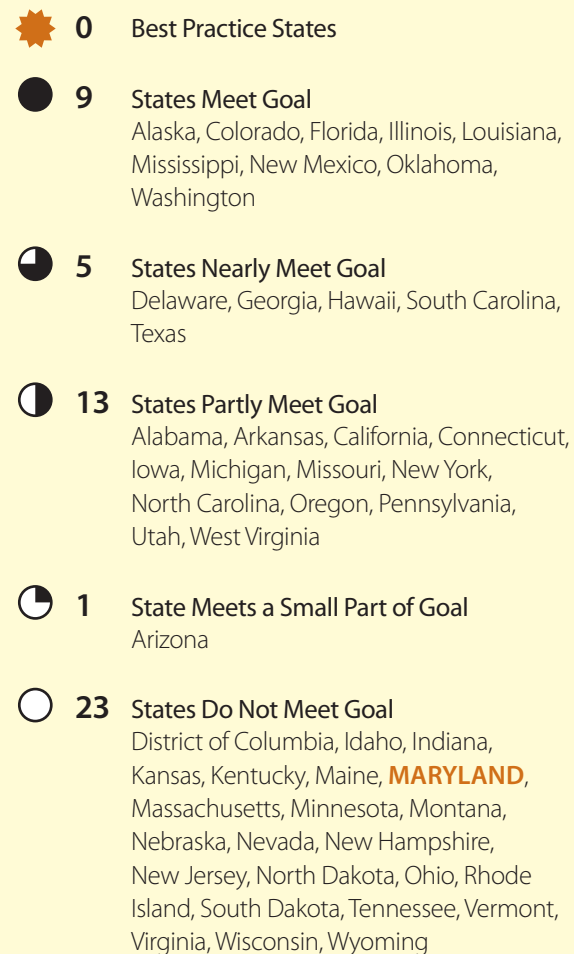 0 Best Practice States
9 States Meet Goal
Alaska, Colorado, Florida, Illinois, Louisiana,
Mississippi, New Mexico, Oklahoma,
Washington
5 States Nearly Meet Goal
Delaware, Georgia, Hawaii, South Carolina,
Texas
13 States Partly Meet Goal
Alabama, Arkansas, California, Connecticut,
Iowa, Michigan, Missouri, New York,
North Carolina, Oregon, Pennsylvania,
Utah, West Virginia
1 State Meets a Small Part of Goal
Arizona
23 States Do Not Meet Goal
District of Columbia, Idaho, Indiana,
Kansas, Kentucky, Maine, MARYLAND,
Massachusetts, Minnesota, Montana,
Nebraska, Nevada, New Hampshire,
New Jersey, North Dakota, Ohio, Rhode
Island, South Dakota, Tennessee, Vermont,
Virginia, Wisconsin, Wyoming